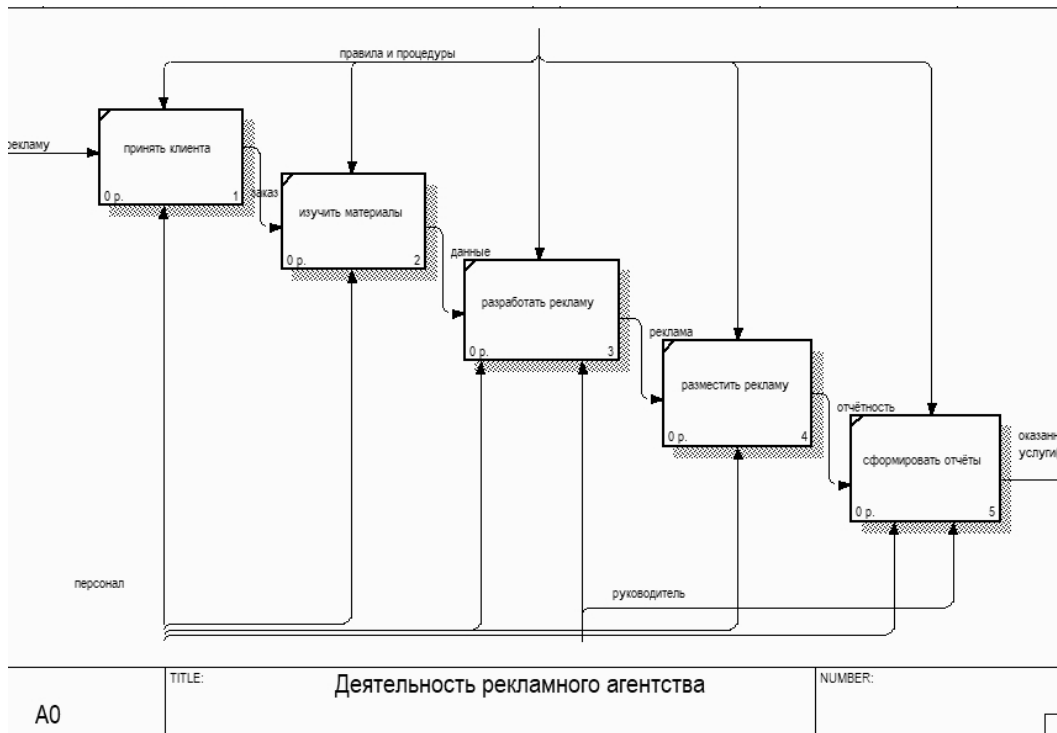 правила и процедуры
рекламу
принять клиента
0 р. 1
заказ
изучить материалы
0 р. 2
данные
разработать рекламу
0 р. 3
реклама
разместить рекламу
0 р. 4
отчётность
сформировать отчёты
0 р. 5
персонал
руководитель
TITLE:
Деятельность рекламного агентства
NUMBER:
A0